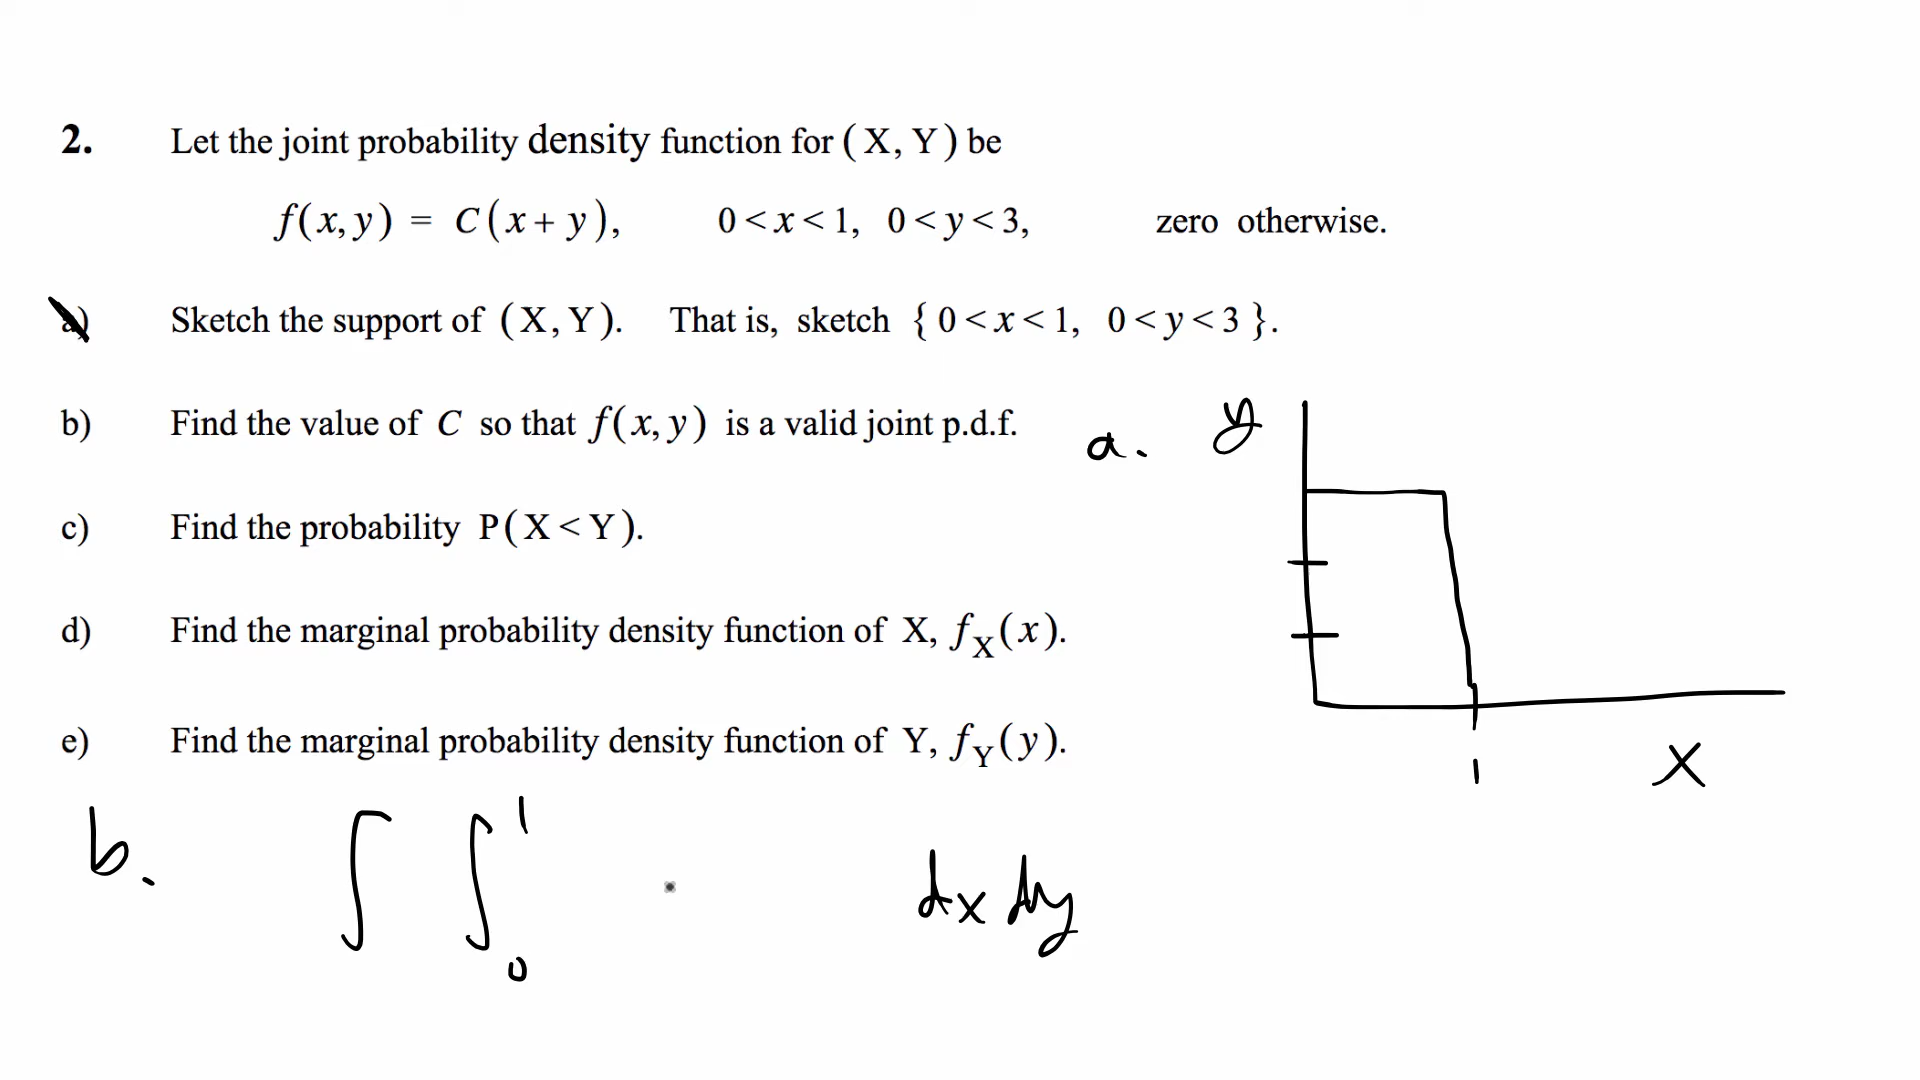 2. Let the joint probability density function for ( X, Y ) be
f(x, y) = C(x + y), 0 < x < 1, 0 < y < 3, zero otherwise.
a) Sketch the support of ( X, Y ). That is, sketch { 0 < x < 1, 0 < y < 3 }.
b) Find the value of C so that f(x, y) is a valid joint p.d.f.
c) Find the probability P( X < Y ).
d) Find the marginal probability density function of X, f_X(x).
e) Find the marginal probability density function of Y, f_Y(y).
a. y
1 x
b. ∫ ∫_0^1 dx dy